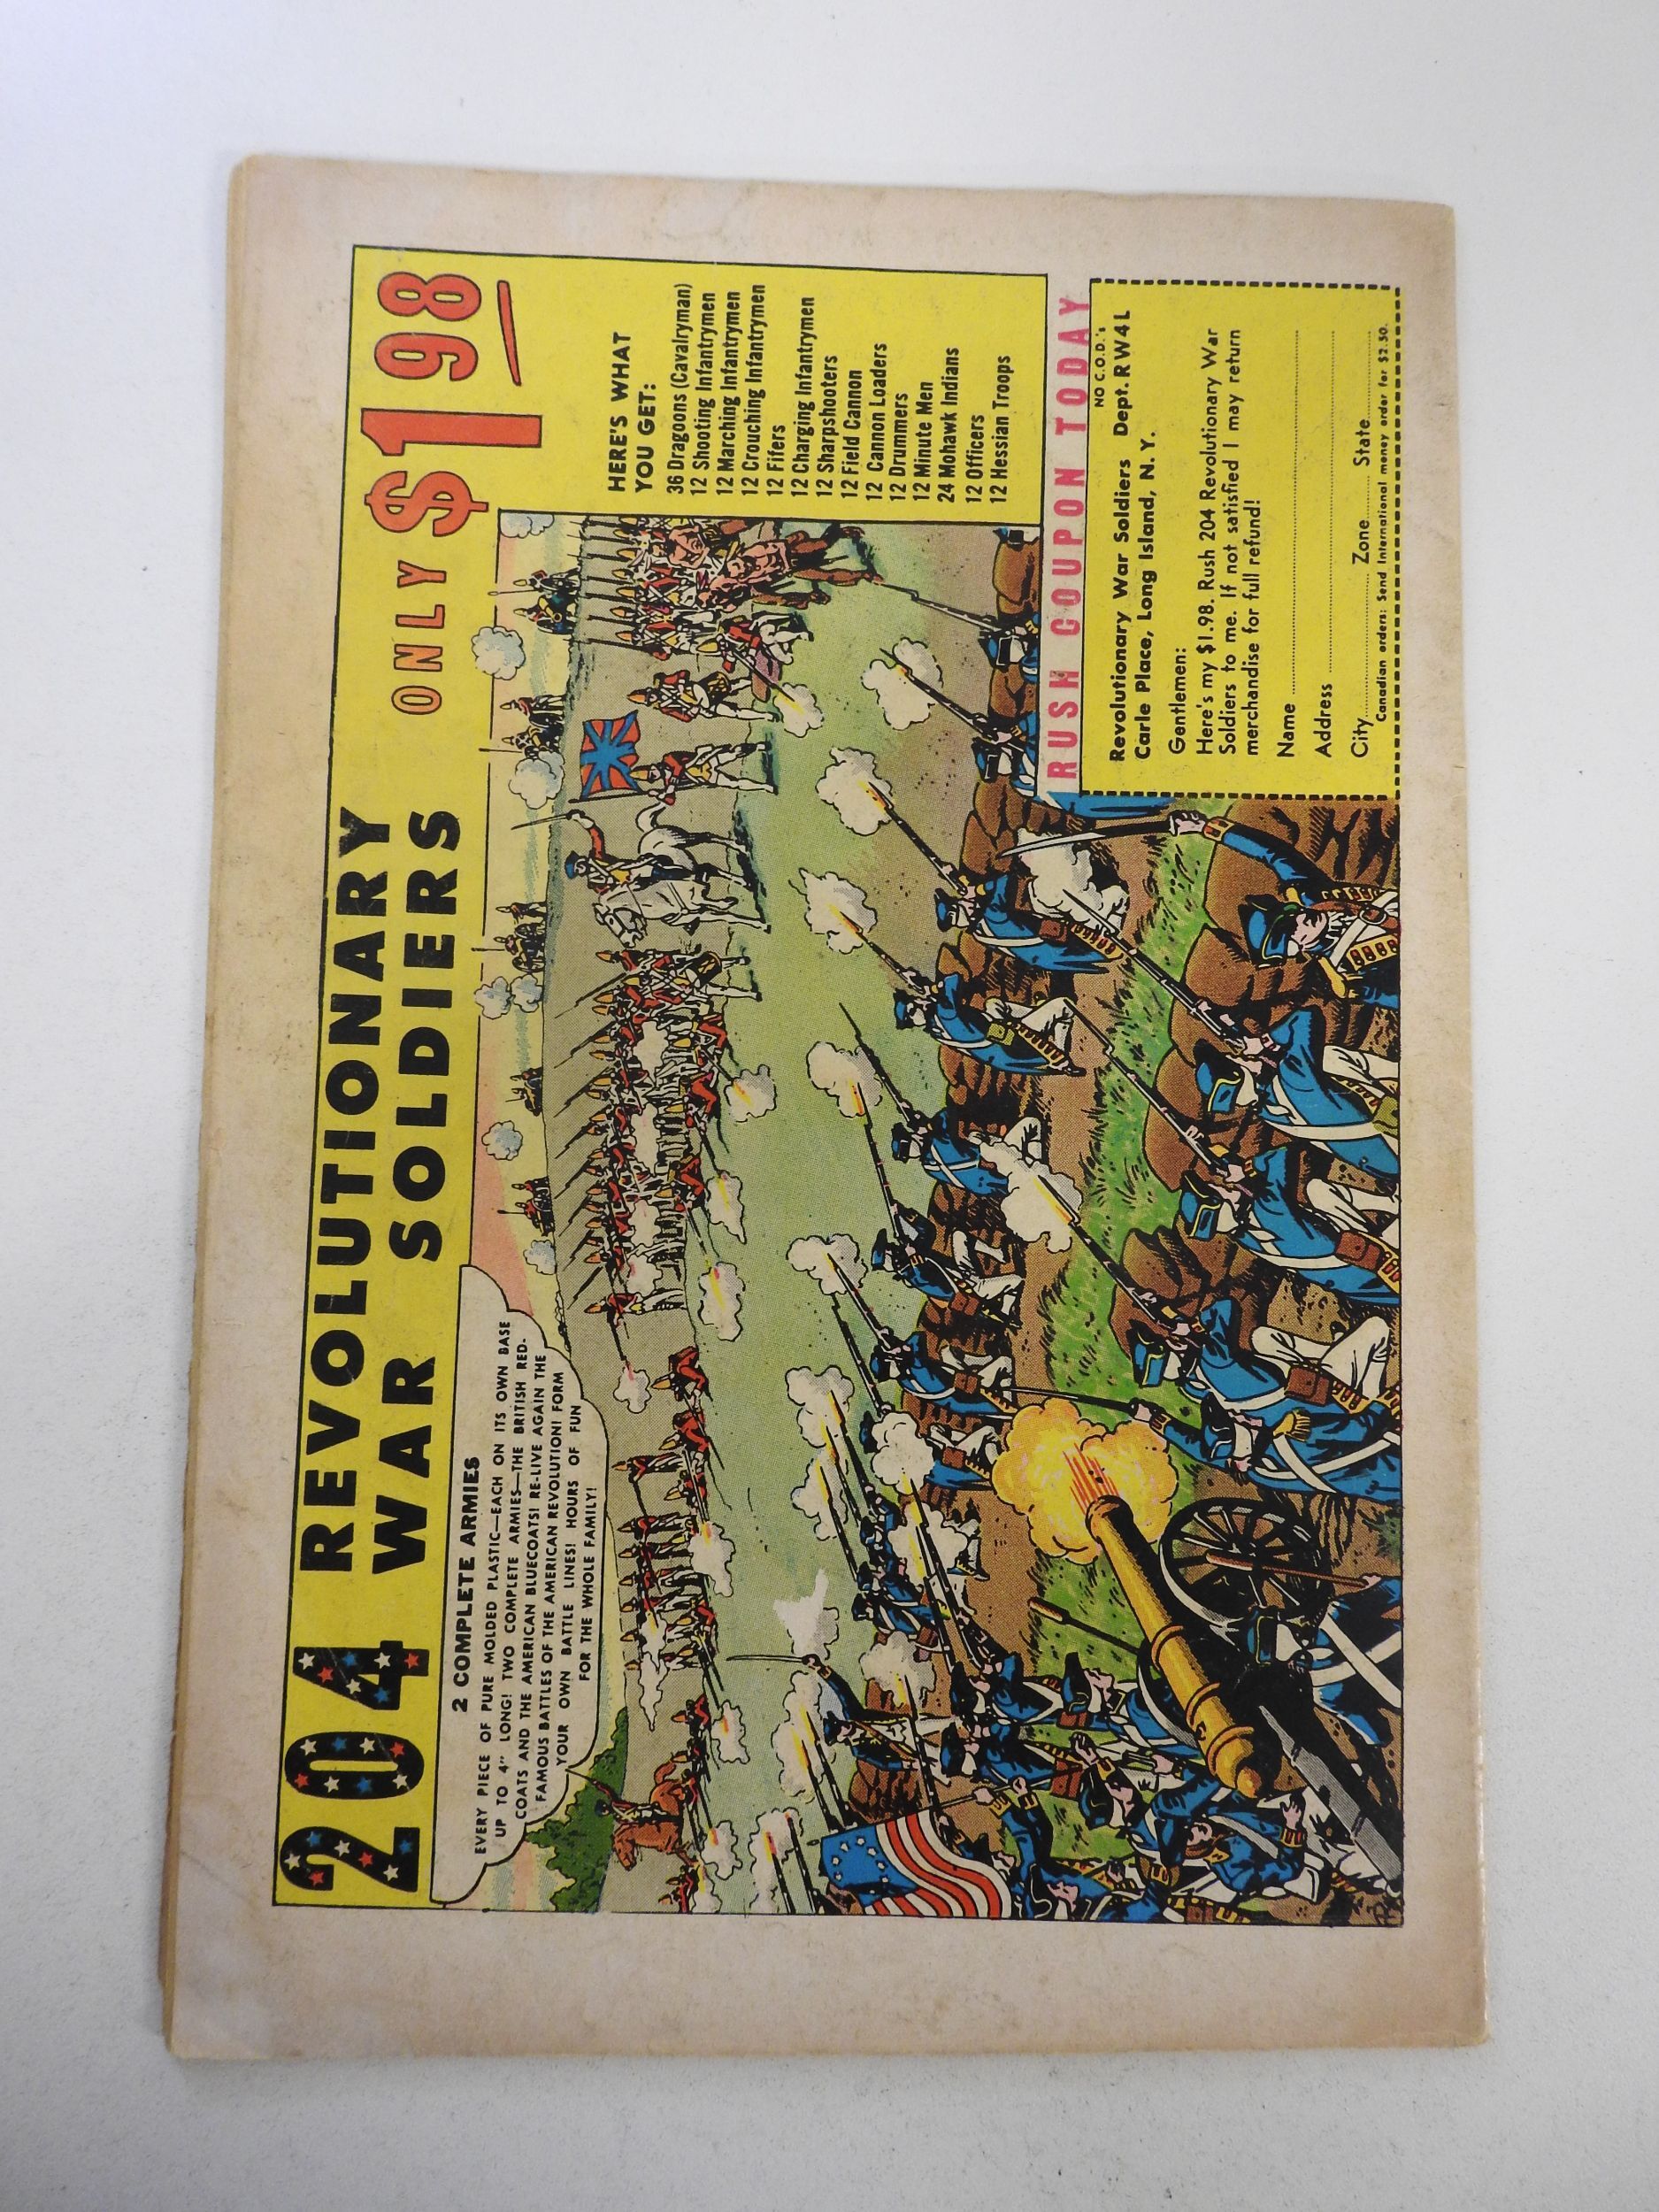 204 REVOLUTIONARY
WAR SOLDIERS
ONLY $1 98
2 COMPLETE ARMIES
EVERY PIECE OF PURE MOLDED PLASTIC—EACH ON ITS OWN BASE
UP TO 4" LONG! TWO COMPLETE ARMIES—THE BRITISH RED-
COATS AND THE AMERICAN BLUECOATS! RE-LIVE AGAIN THE
FAMOUS BATTLES OF THE AMERICAN REVOLUTION! FORM
YOUR OWN BATTLE LINES! HOURS OF FUN
FOR THE WHOLE FAMILY!
HERE'S WHAT
YOU GET:
36 Dragoons (Cavalryman)
12 Shooting Infantrymen
12 Marching Infantrymen
12 Crouching Infantrymen
12 Fifers
12 Charging Infantrymen
12 Sharpshooters
12 Field Cannon
12 Cannon Loaders
12 Drummers
12 Minute Men
24 Mohawk Indians
12 Officers
12 Hessian Troops
RUSH COUPON TODAY
NO C.O.D.'s
Revolutionary War Soldiers Dept. RW4L
Carle Place, Long Island, N. Y.
Gentlemen:
Here's my $1.98. Rush 204 Revolutionary War
Soldiers to me. If not satisfied I may return
merchandise for full refund!
Name
Address
City Zone State
Canadian orders: Send International money order for $2.50.